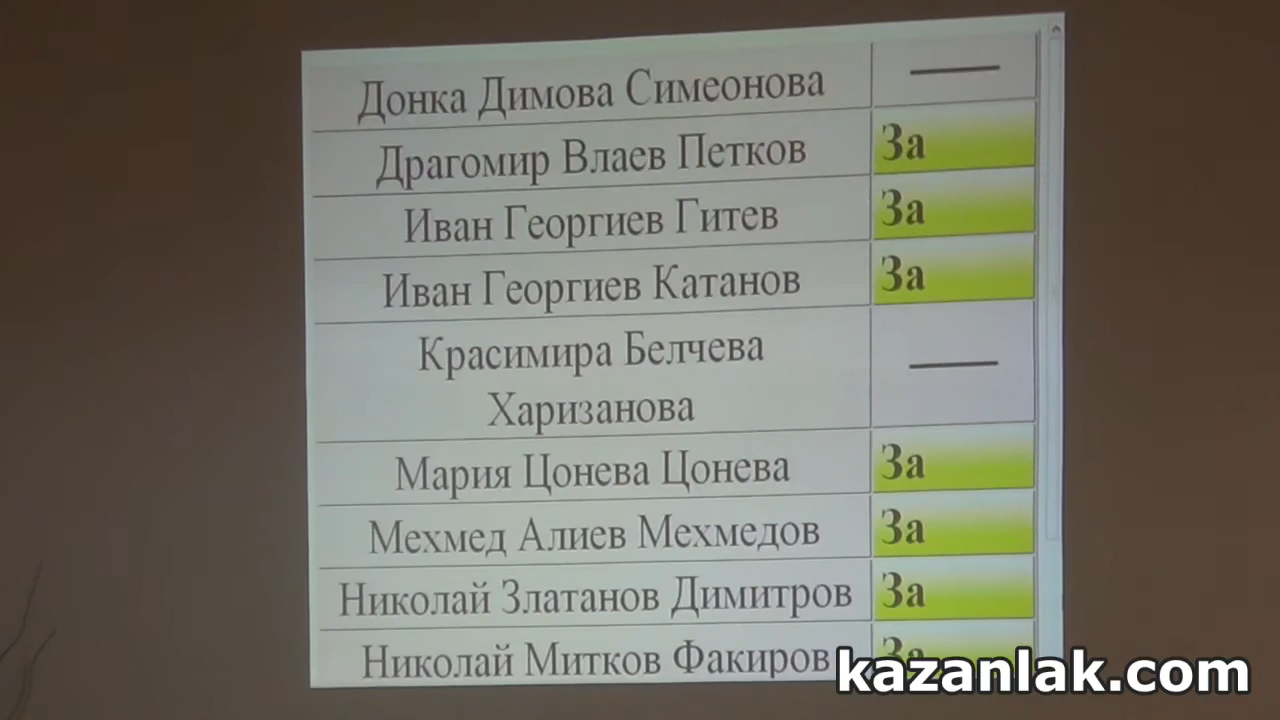 Донка Димова Симеонова ——
Драгомир Влаев Петков За
Иван Георгиев Гитев За
Иван Георгиев Катанов За
Красимира Белчева
Харизанова ——
Мария Цонева Цонева За
Мехмед Алиев Мехмедов За
Николай Златанов Димитров За
Николай Митков Факиров За
kazanlak.com